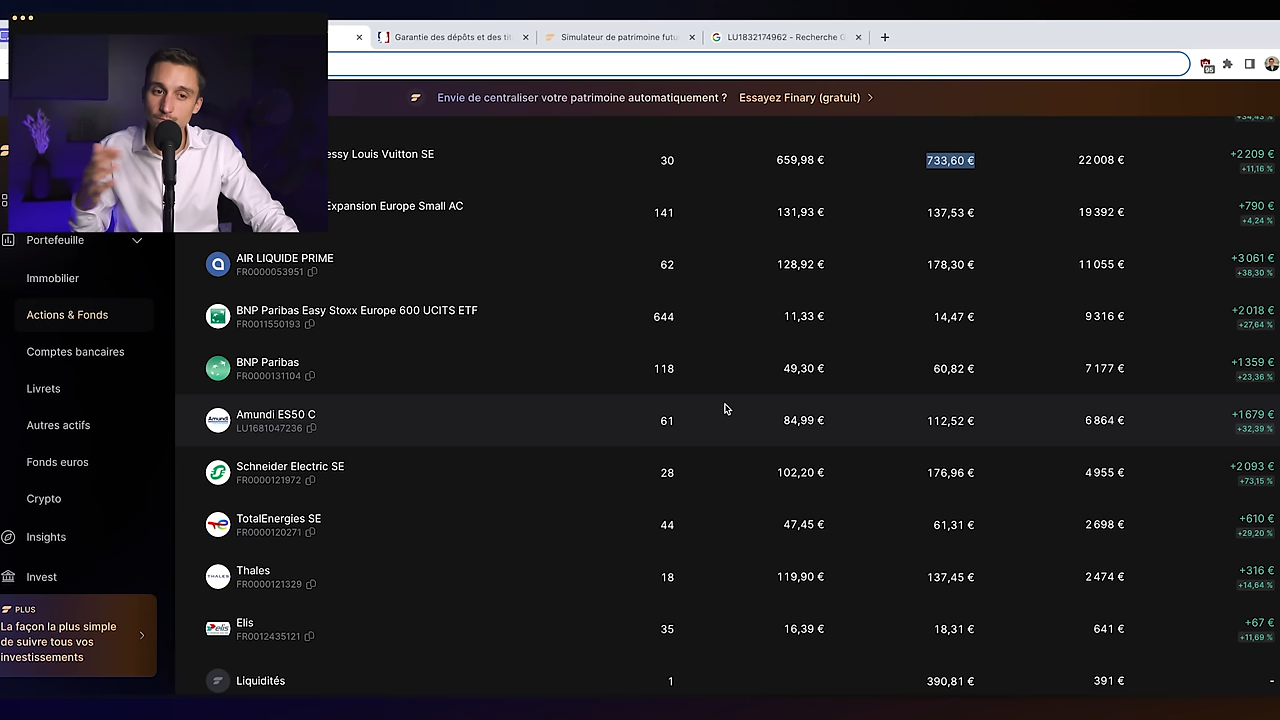 Garantie des dépôts et des tit
Simulateur de patrimoine futu
LU1832174962 - Recherche G
95
Envie de centraliser votre patrimoine automatiquement ? Essayez Finary (gratuit)
+34,43 %
essy Louis Vuitton SE 30 659,98 € 733,60 € 22 008 € +2 209 €
+11,16 %
Expansion Europe Small AC 141 131,93 € 137,53 € 19 392 € +790 €
+4,24 %
Portefeuille
Immobilier
Actions & Fonds
Comptes bancaires
Livrets
Autres actifs
Fonds euros
Crypto
Insights
Invest
PLUS
La façon la plus simple
de suivre tous vos
investissements
AIR LIQUIDE PRIME 62 128,92 € 178,30 € 11 055 € +3 061 €
FR0000053951 +38,30 %
BNP Paribas Easy Stoxx Europe 600 UCITS ETF 644 11,33 € 14,47 € 9 316 € +2 018 €
FR0011550193 +27,64 %
BNP Paribas 118 49,30 € 60,82 € 7 177 € +1 359 €
FR0000131104 +23,36 %
Amundi ES50 C 61 84,99 € 112,52 € 6 864 € +1 679 €
LU1681047236 +32,39 %
Schneider Electric SE 28 102,20 € 176,96 € 4 955 € +2 093 €
FR0000121972 +73,15 %
TotalEnergies SE 44 47,45 € 61,31 € 2 698 € +610 €
FR0000120271 +29,20 %
THALES
Thales 18 119,90 € 137,45 € 2 474 € +316 €
FR0000121329 +14,64 %
Elis 35 16,39 € 18,31 € 641 € +67 €
FR0012435121 +11,69 %
Liquidités 1 390,81 € 391 € -